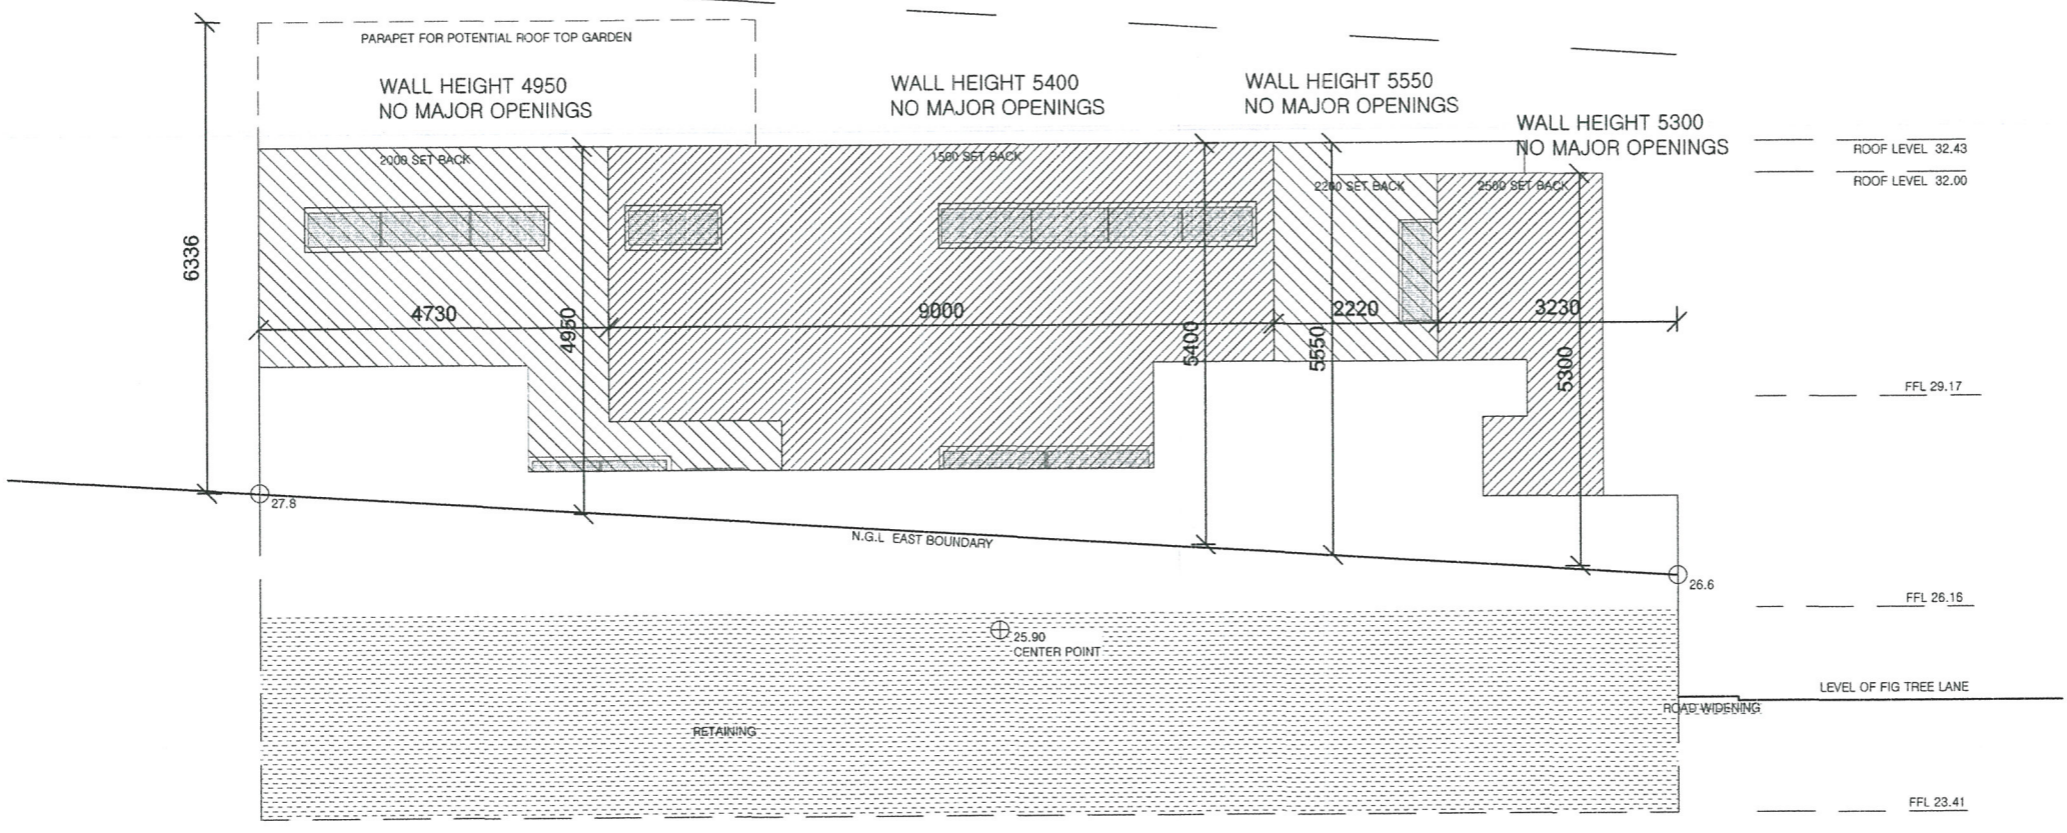 PARAPET FOR POTENTIAL ROOF TOP GARDEN
WALL HEIGHT 4950
NO MAJOR OPENINGS
WALL HEIGHT 5400
NO MAJOR OPENINGS
WALL HEIGHT 5550
NO MAJOR OPENINGS
WALL HEIGHT 5300
NO MAJOR OPENINGS
2000 SET BACK
1500 SET BACK
2200 SET BACK
2500 SET BACK
ROOF LEVEL 32.43
ROOF LEVEL 32.00
6336
4730
9000
2220
3230
4950
5400
5550
5300
FFL 29.17
27.8
N.G.L EAST BOUNDARY
26.6
FFL 26.16
25.90
CENTER POINT
LEVEL OF FIG TREE LANE
ROAD WIDENING
RETAINING
FFL 23.41